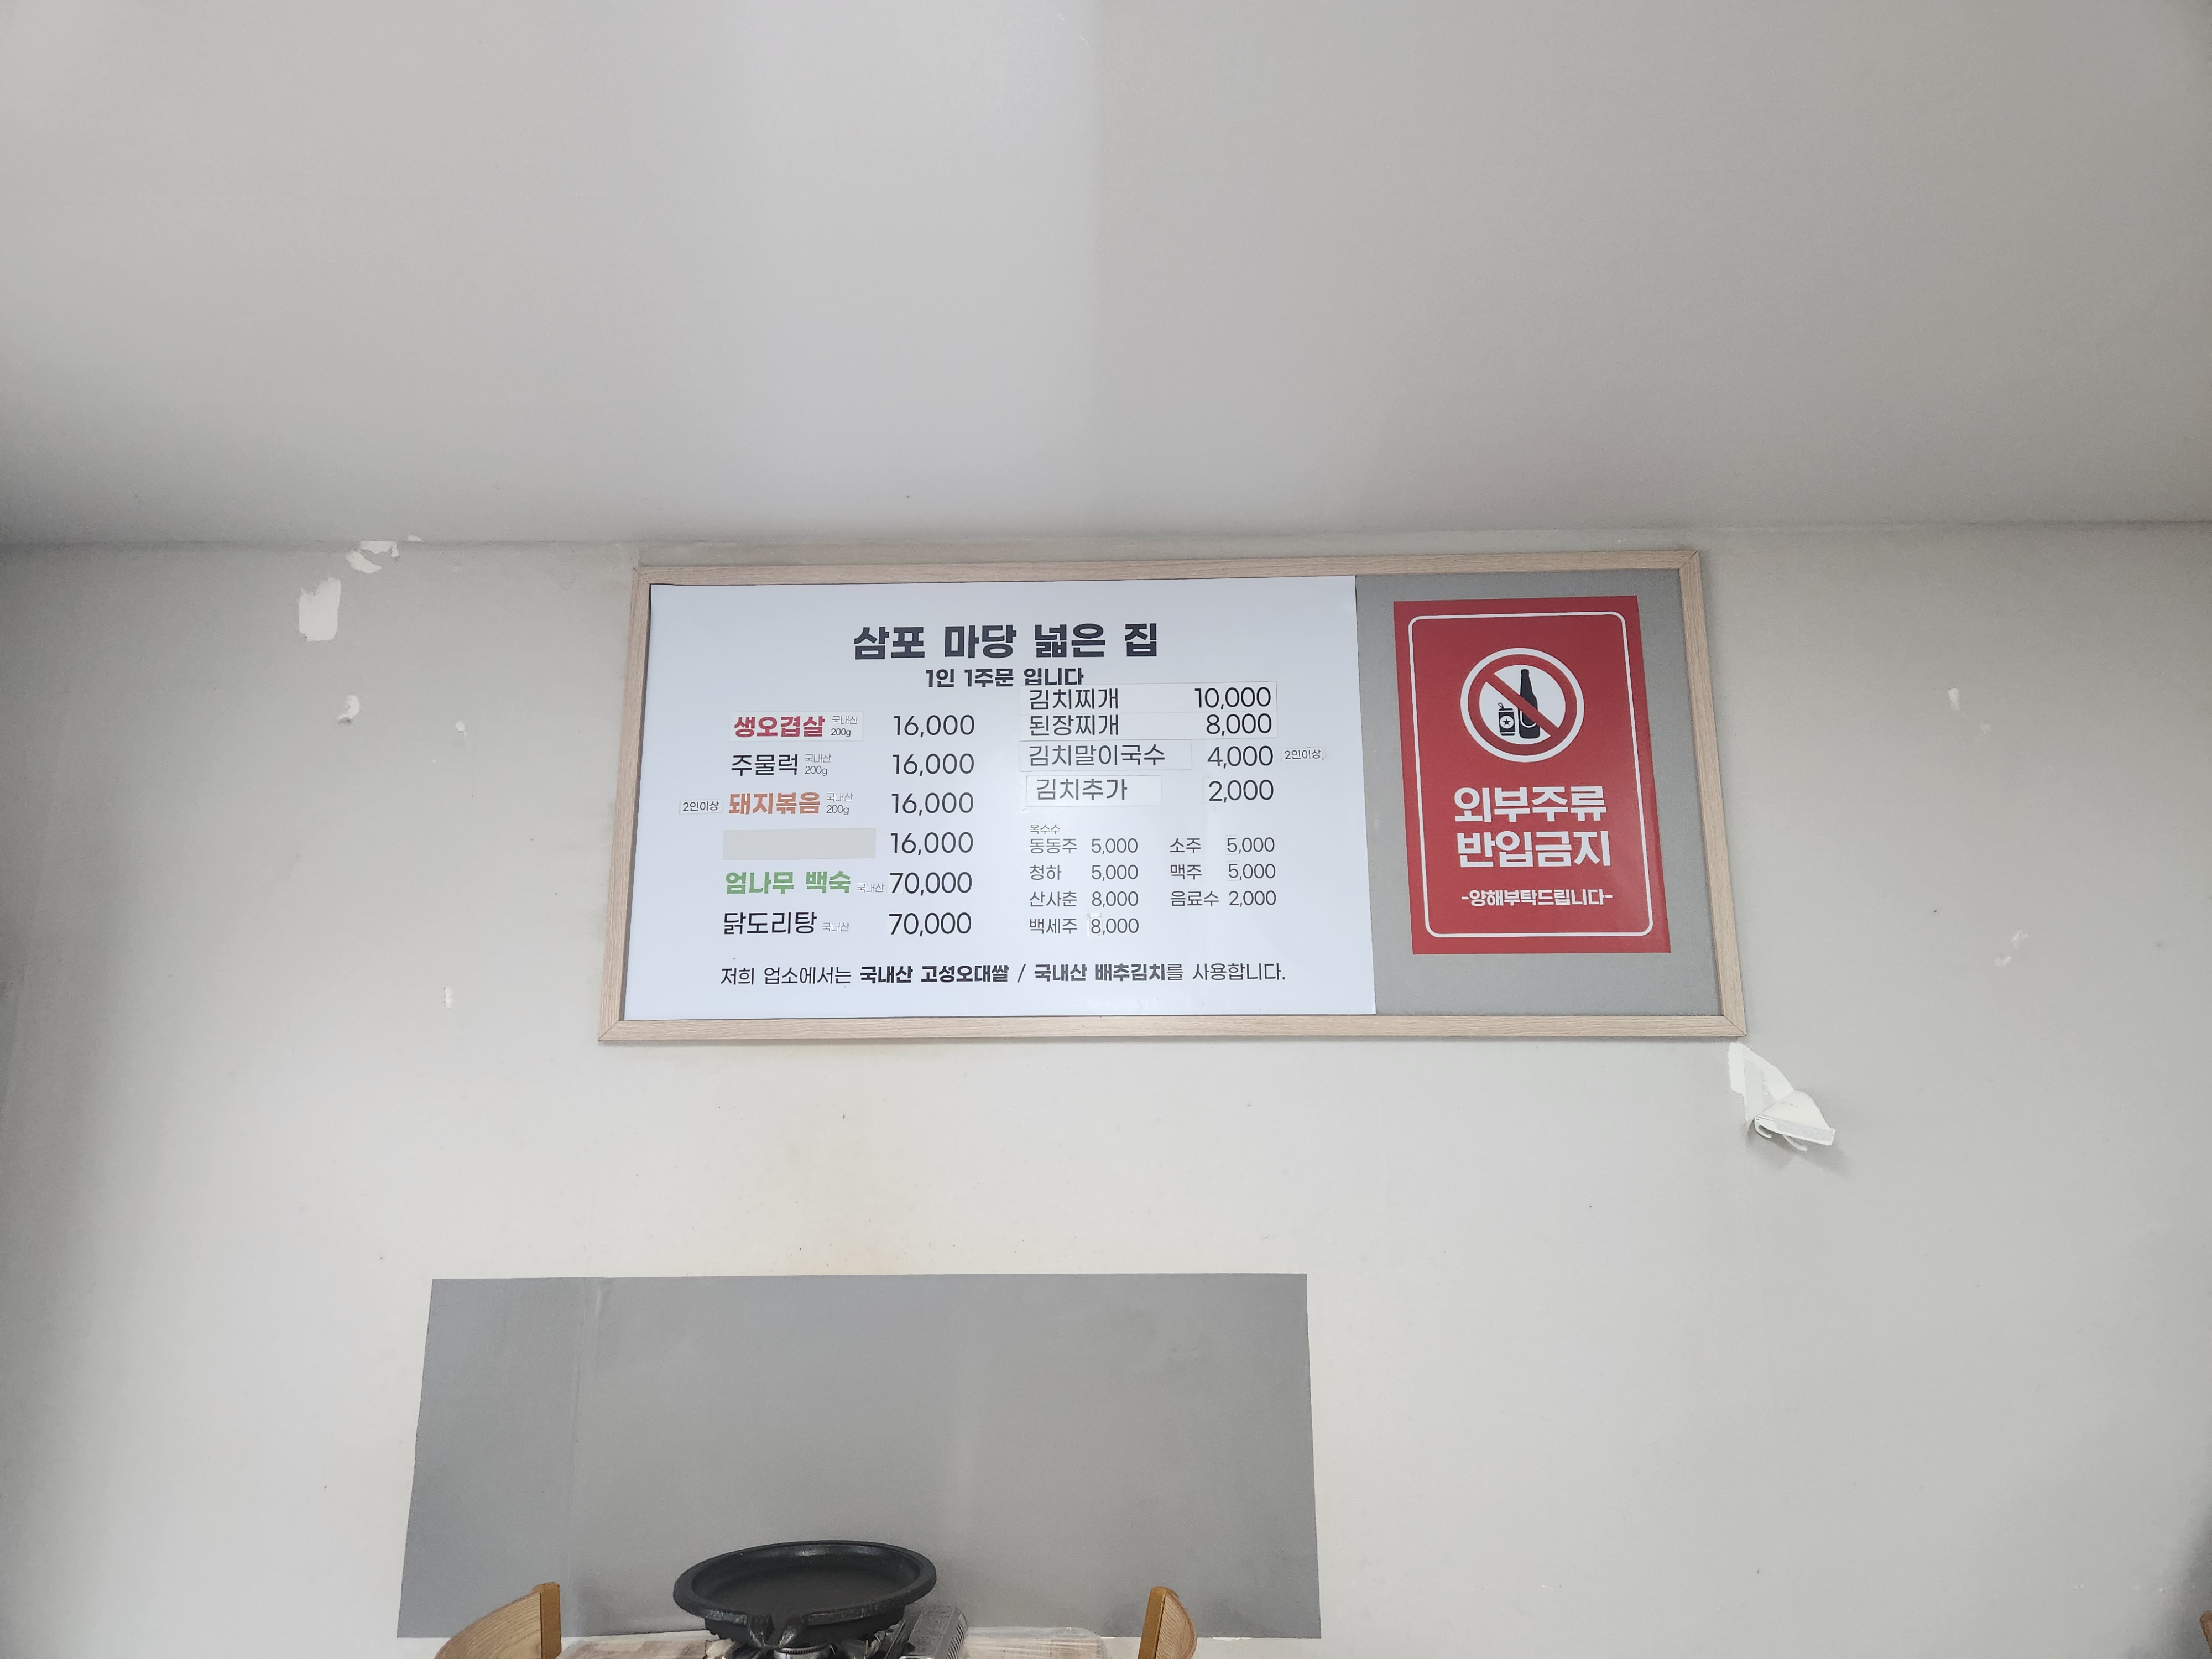 삼포 마당 넓은 집
1인 1주문 입니다
생오겹살 국내산 200g 16,000
주물럭 국내산 200g 16,000
2인이상 돼지볶음 국내산 200g 16,000
16,000
엄나무 백숙 국내산 70,000
닭도리탕 국내산 70,000
김치찌개 10,000
된장찌개 8,000
김치말이국수 4,000 2인이상
김치추가 2,000
옥수수
동동주 5,000 소주 5,000
청하 5,000 맥주 5,000
산사춘 8,000 음료수 2,000
백세주 8,000
저희 업소에서는 국내산 고성오대쌀 / 국내산 배추김치를 사용합니다.
외부주류
반입금지
-양해부탁드립니다-